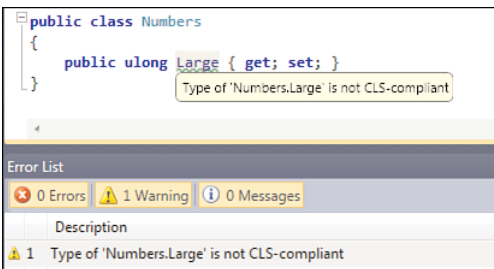 public class Numbers
{
public ulong Large { get; set; }
}
Type of 'Numbers.Large' is not CLS-compliant
Error List
0 Errors 1 Warning 0 Messages
Description
1 Type of 'Numbers.Large' is not CLS-compliant